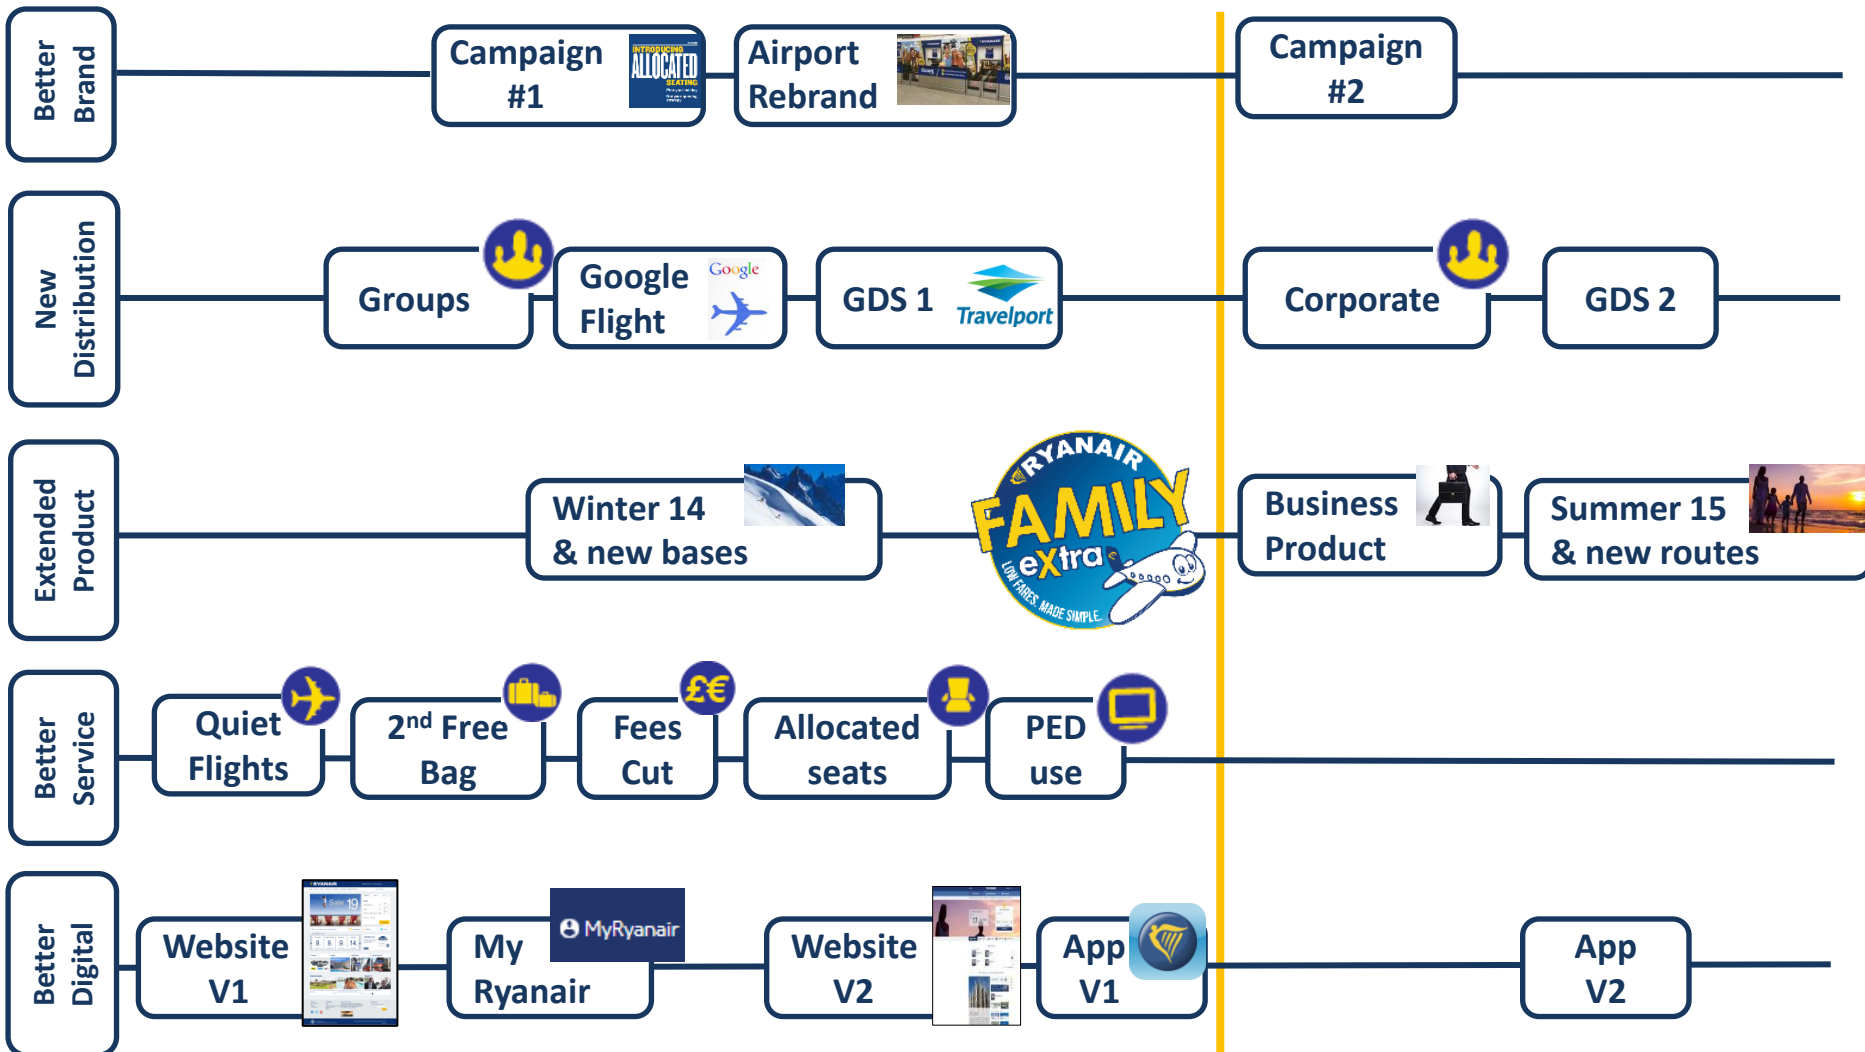 Better
Brand
Campaign
#1
INTRODUCING
ALLOCATED
SEATING
Airport
Rebrand
Campaign
#2
New
Distribution
Groups
Google
Flight
Google
GDS 1
Travelport
Corporate
GDS 2
Extended
Product
Winter 14
& new bases
RYANAIR
FAMILY
eXtra
LOW FARES. MADE SIMPLE.
Business
Product
Summer 15
& new routes
Better
Service
Quiet
Flights
2nd Free
Bag
£€
Fees
Cut
Allocated
seats
PED
use
Better
Digital
Website
V1
RYANAIR
Sale 19
My
Ryanair
MyRyanair
Website
V2
App
V1
App
V2